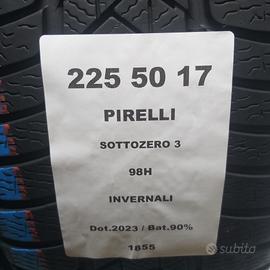 225 50 17
PIRELLI
SOTTOZERO 3
98H
INVERNALI
Dot.2023 / Bat.90%
1855
subito